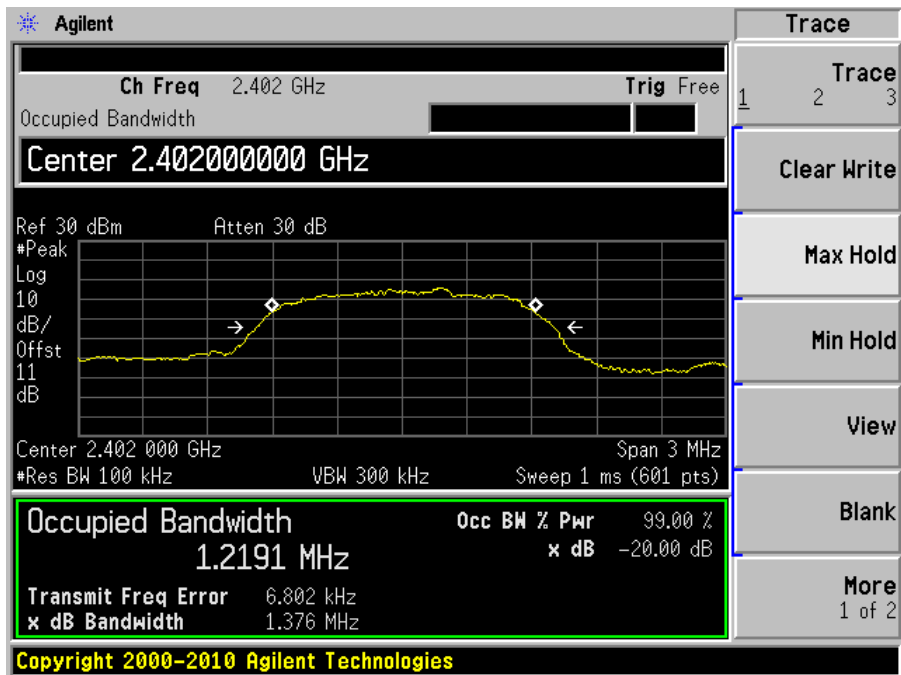 Agilent
Trace
Ch Freq 2.402 GHz Trig Free
Occupied Bandwidth
Center 2.402000000 GHz
Ref 30 dBm Atten 30 dB
#Peak
Log
10
dB/
Offst
11
dB
Center 2.402 000 GHz Span 3 MHz
#Res BW 100 kHz VBW 300 kHz Sweep 1 ms (601 pts)
Occupied Bandwidth
1.2191 MHz
Occ BW % Pwr 99.00 %
x dB -20.00 dB
Transmit Freq Error 6.802 kHz
x dB Bandwidth 1.376 MHz
Trace
1 2 3
Clear Write
Max Hold
Min Hold
View
Blank
More
1 of 2
Copyright 2000-2010 Agilent Technologies